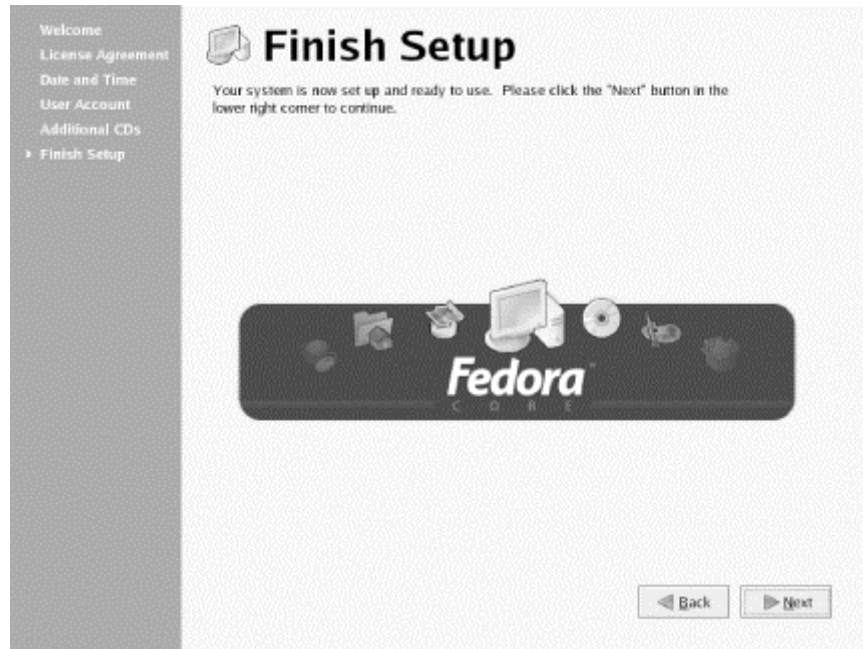 Welcome
License Agreement
Date and Time
User Account
Additional CDs
Finish Setup
Finish Setup
Your system is now set up and ready to use. Please click the "Next" button in the
lower right corner to continue.
Fedora™
CORE
Back
Next